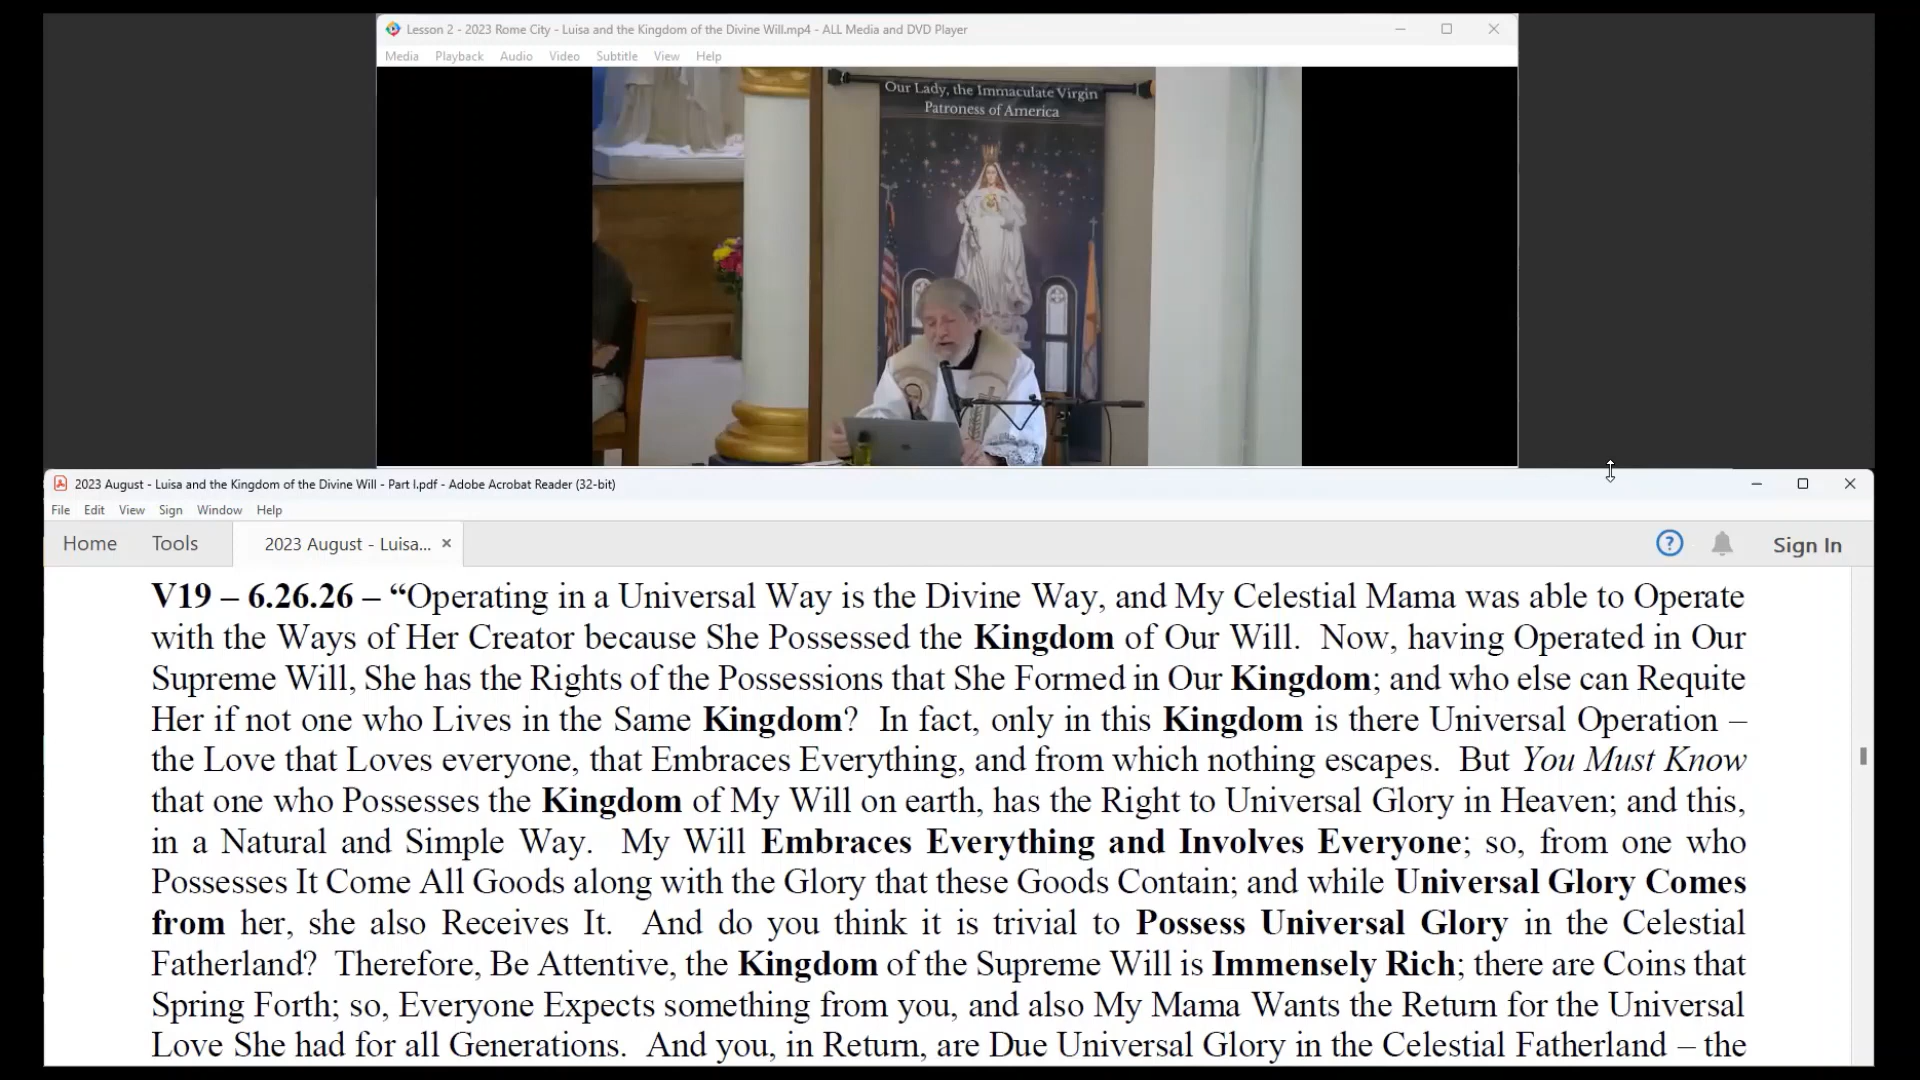 Lesson 2 - 2023 Rome City - Luisa and the Kingdom of the Divine Will.mp4 - ALL Media and DVD Player
Media Playback Audio Video Subtitle View Help
Our Lady, the Immaculate Virgin
Patroness of America
2023 August - Luisa and the Kingdom of the Divine Will - Part I.pdf - Adobe Acrobat Reader (32-bit)
File Edit View Sign Window Help
Home Tools 2023 August - Luisa... × ? Sign In
V19 – 6.26.26 – “Operating in a Universal Way is the Divine Way, and My Celestial Mama was able to Operate
with the Ways of Her Creator because She Possessed the Kingdom of Our Will. Now, having Operated in Our
Supreme Will, She has the Rights of the Possessions that She Formed in Our Kingdom; and who else can Requite
Her if not one who Lives in the Same Kingdom? In fact, only in this Kingdom is there Universal Operation –
the Love that Loves everyone, that Embraces Everything, and from which nothing escapes. But You Must Know
that one who Possesses the Kingdom of My Will on earth, has the Right to Universal Glory in Heaven; and this,
in a Natural and Simple Way. My Will Embraces Everything and Involves Everyone; so, from one who
Possesses It Come All Goods along with the Glory that these Goods Contain; and while Universal Glory Comes
from her, she also Receives It. And do you think it is trivial to Possess Universal Glory in the Celestial
Fatherland? Therefore, Be Attentive, the Kingdom of the Supreme Will is Immensely Rich; there are Coins that
Spring Forth; so, Everyone Expects something from you, and also My Mama Wants the Return for the Universal
Love She had for all Generations. And you, in Return, are Due Universal Glory in the Celestial Fatherland – the